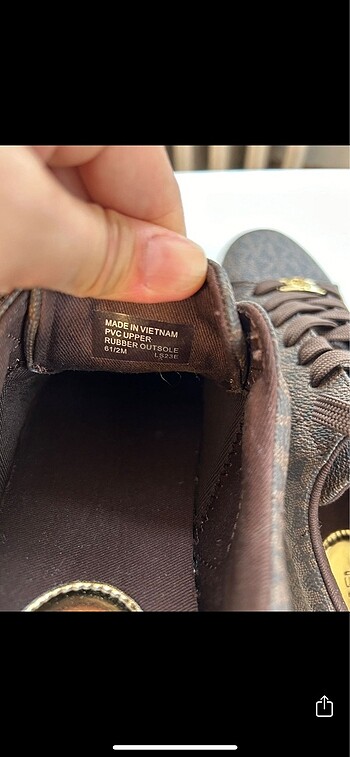 MADE IN VIETNAM
PVC UPPER
RUBBER OUTSOLE
61/2M LS23E